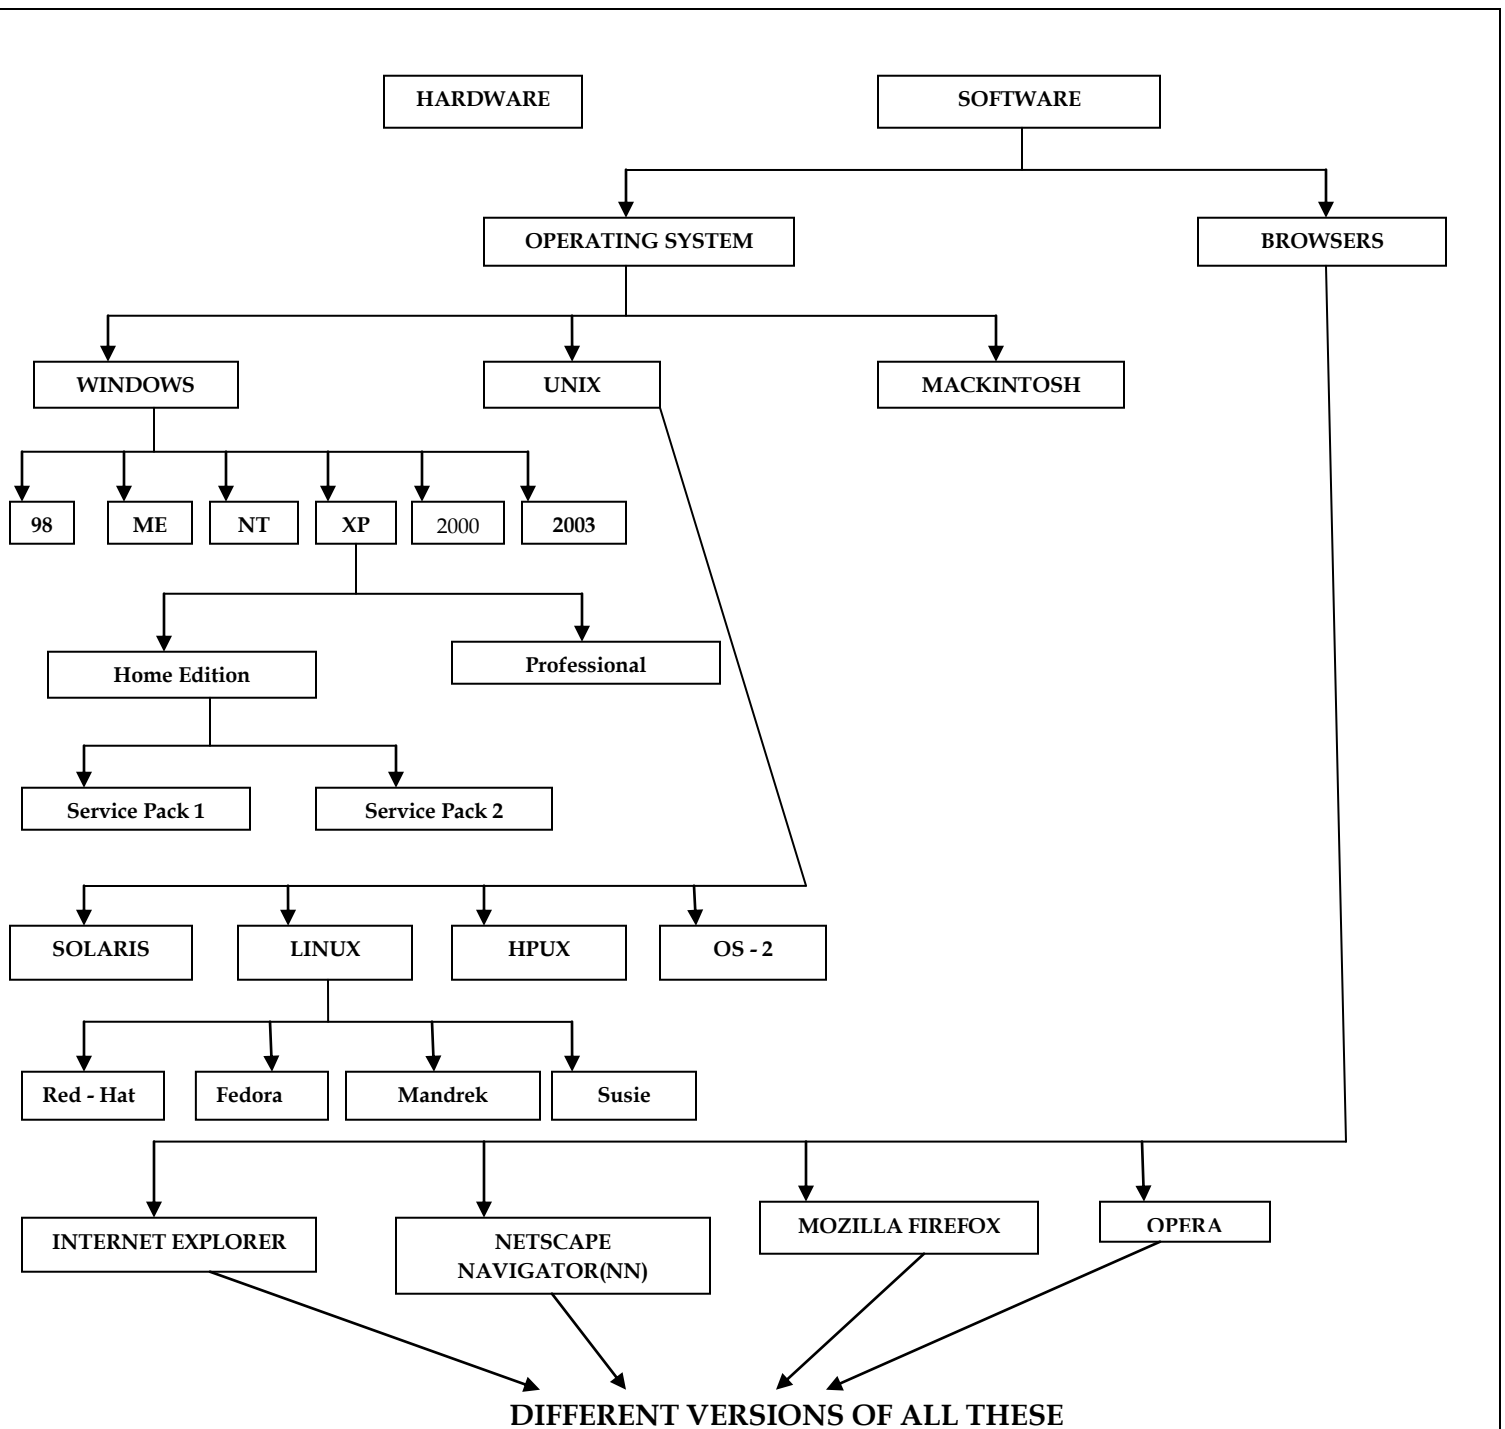 HARDWARE
SOFTWARE
OPERATING SYSTEM
BROWSERS
WINDOWS
UNIX
MACKINTOSH
98
ME
NT
XP
2000
2003
Home Edition
Professional
Service Pack 1
Service Pack 2
SOLARIS
LINUX
HPUX
OS - 2
Red - Hat
Fedora
Mandrek
Susie
INTERNET EXPLORER
NETSCAPE
NAVIGATOR(NN)
MOZILLA FIREFOX
OPERA
DIFFERENT VERSIONS OF ALL THESE